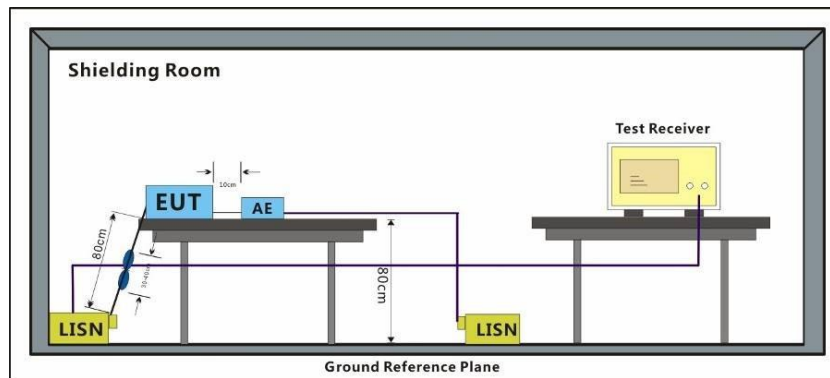 Shielding Room
Test Receiver
10cm
EUT
AE
80cm
80cm
LISN
LISN
Ground Reference Plane